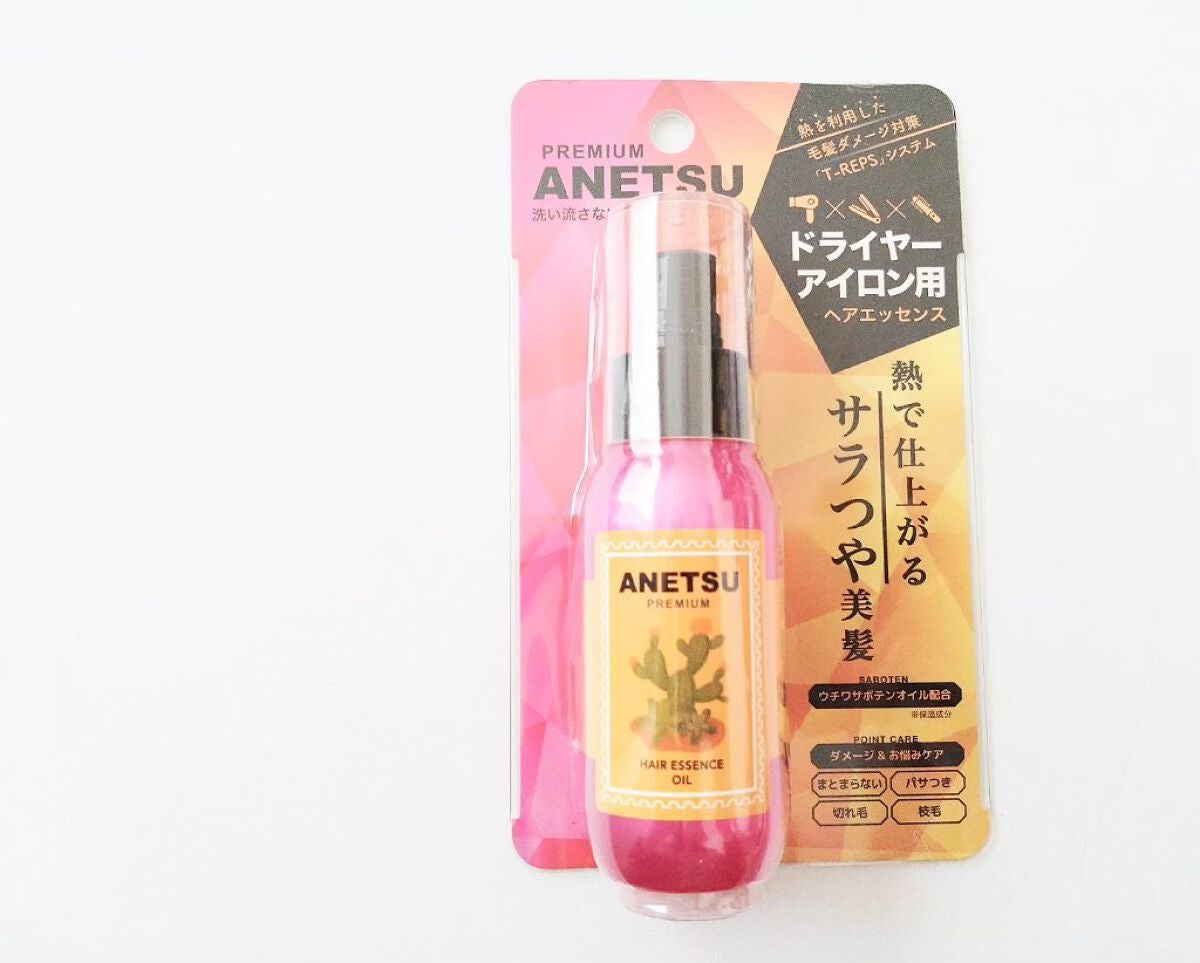 PREMIUM
ANETSU
洗い流さない
熱を利用した
毛髪ダメージ対策
「T-REPS」システム
ドライヤー
アイロン用
ヘアエッセンス
熱で仕上がる
サラつや美髪
SABOTEN
ウチワサボテンオイル配合
※保湿成分
POINT CARE
ダメージ&お悩みケア
まとまらない
パサつき
切れ毛
枝毛
ANETSU
PREMIUM
HAIR ESSENCE
OIL